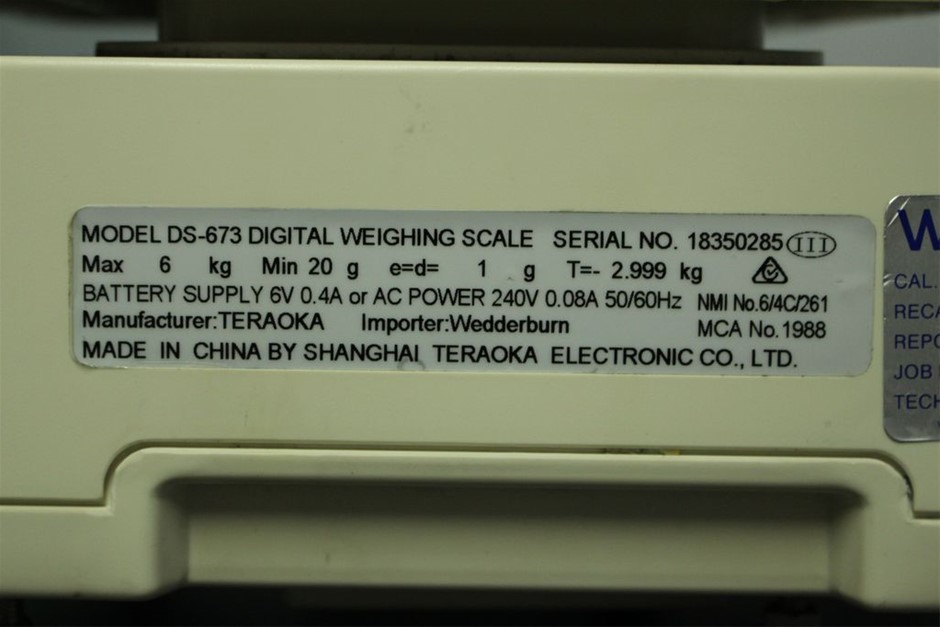 MODEL DS-673 DIGITAL WEIGHING SCALE SERIAL NO. 18350285 III
Max 6 kg Min 20 g e=d= 1 g T=- 2.999 kg
BATTERY SUPPLY 6V 0.4A or AC POWER 240V 0.08A 50/60Hz NMI No.6/4C/261
Manufacturer:TERAOKA Importer:Wedderburn MCA No.1988
MADE IN CHINA BY SHANGHAI TERAOKA ELECTRONIC CO., LTD.
W
CAL.
JOB